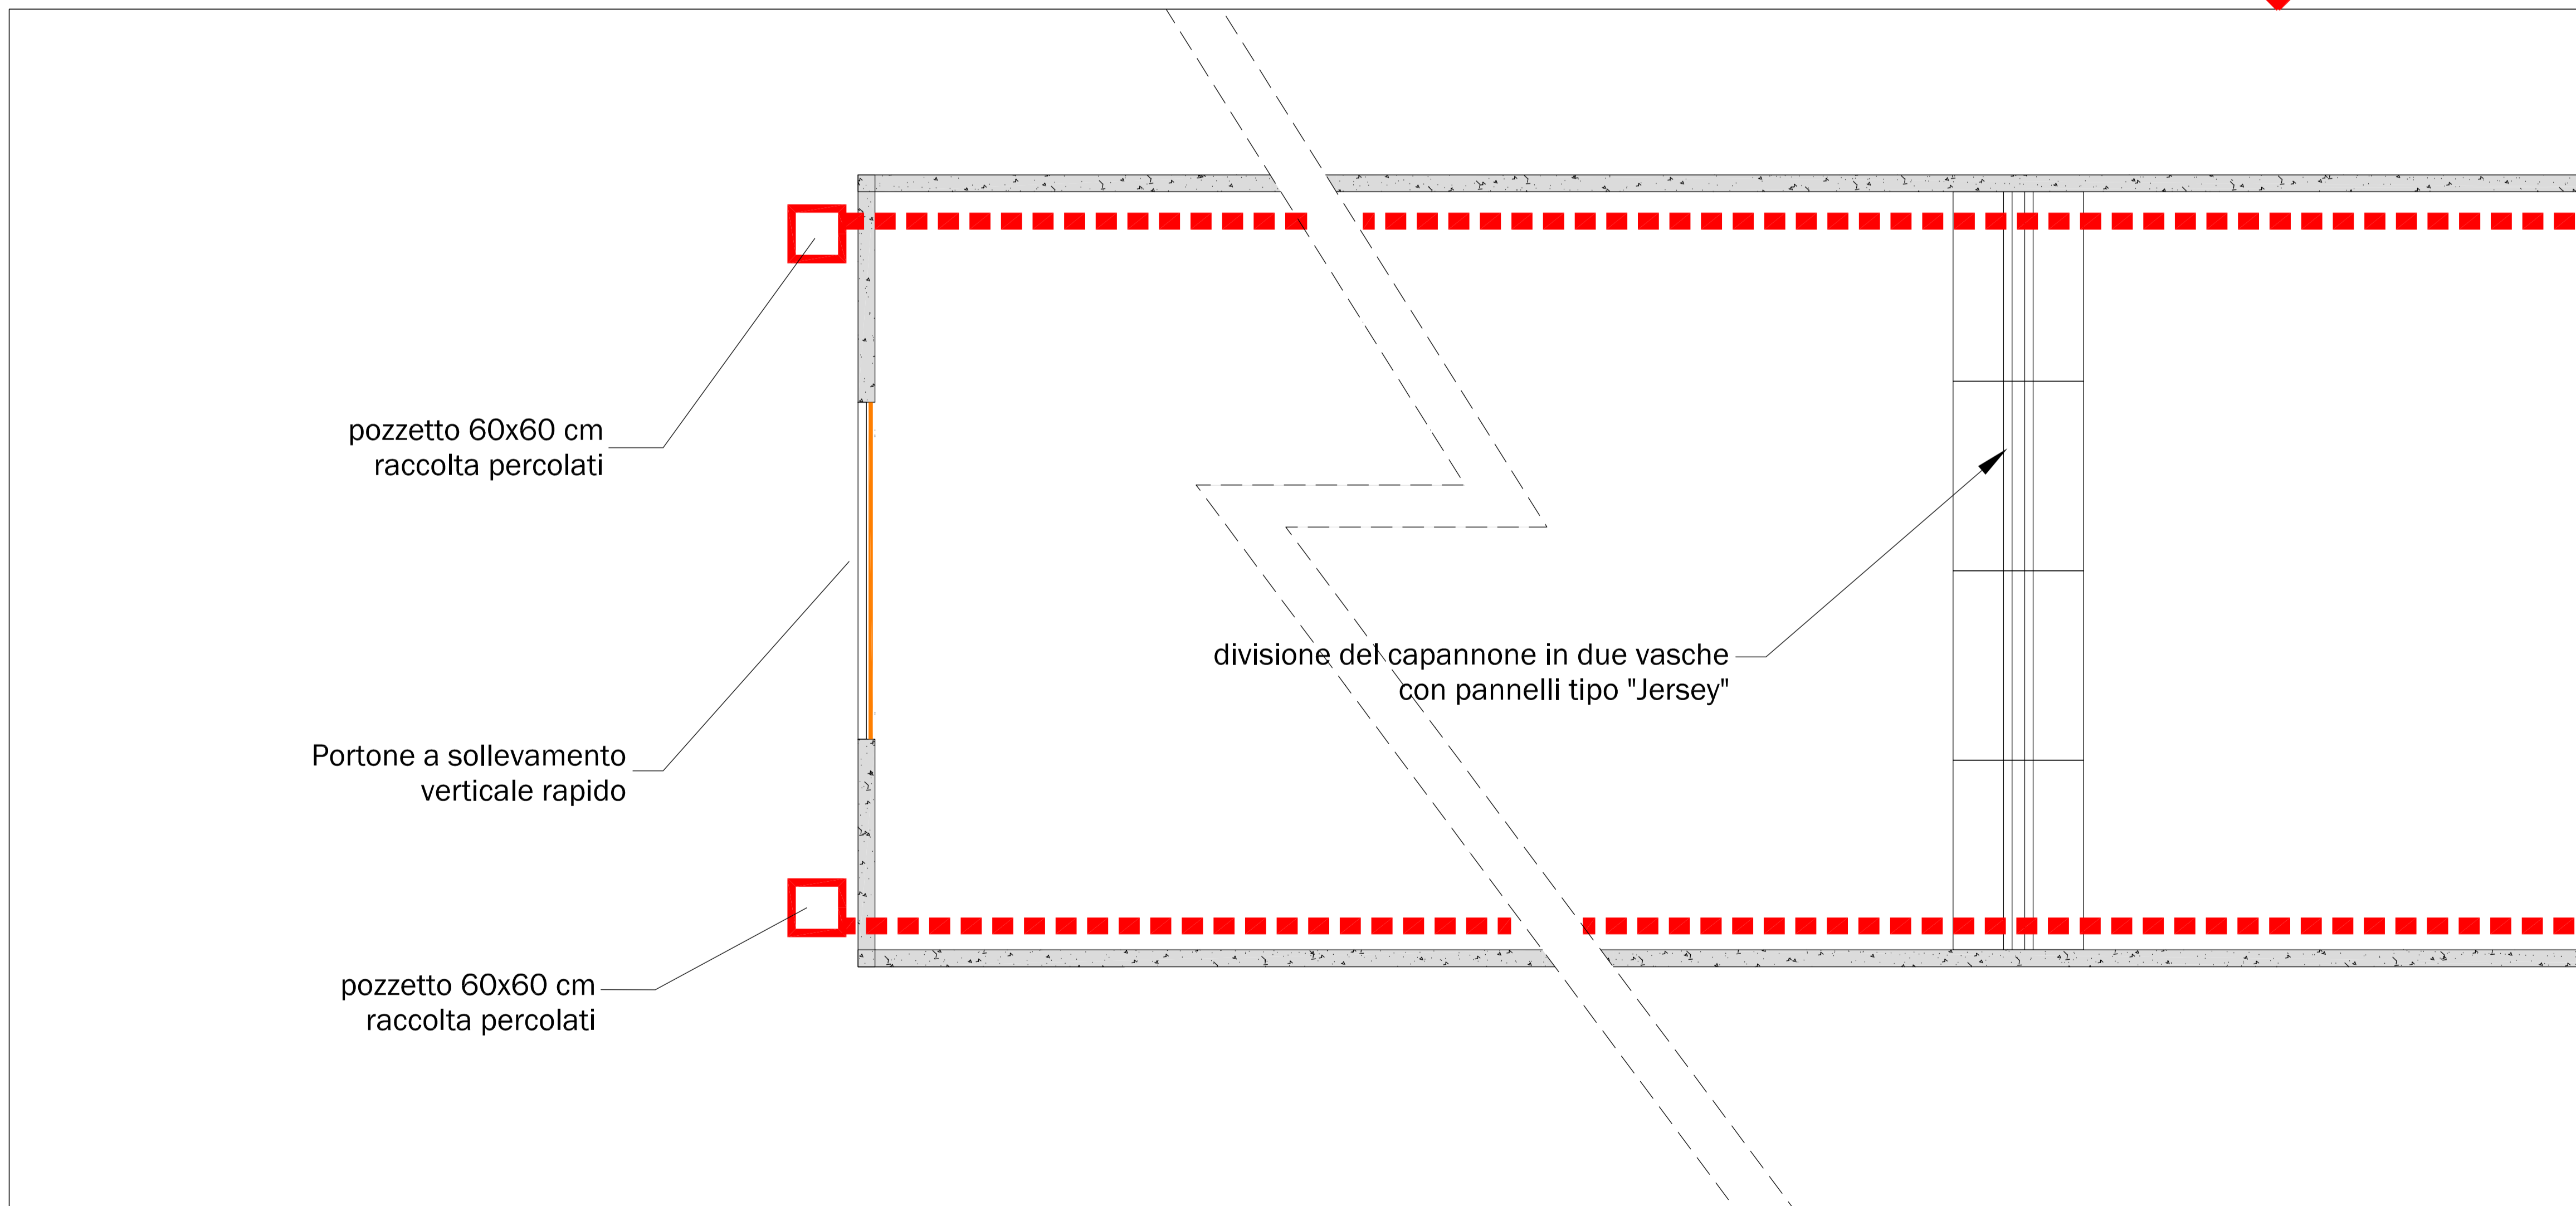 pozzetto 60x60 cm
raccolta percolati
divisione del capannone in due vasche
con pannelli tipo "Jersey"
Portone a sollevamento
verticale rapido
pozzetto 60x60 cm
raccolta percolati